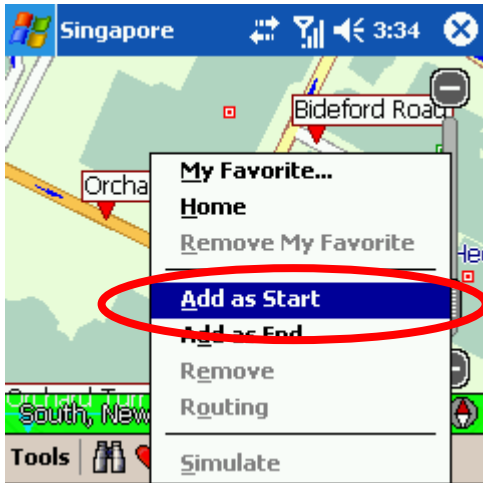 Singapore 3:34
Bideford Road
Orcha
My Favorite...
Home
Remove My Favorite
Add as Start
Add as End
Remove
Orchard Turn
Routing
South, New
Tools
Simulate